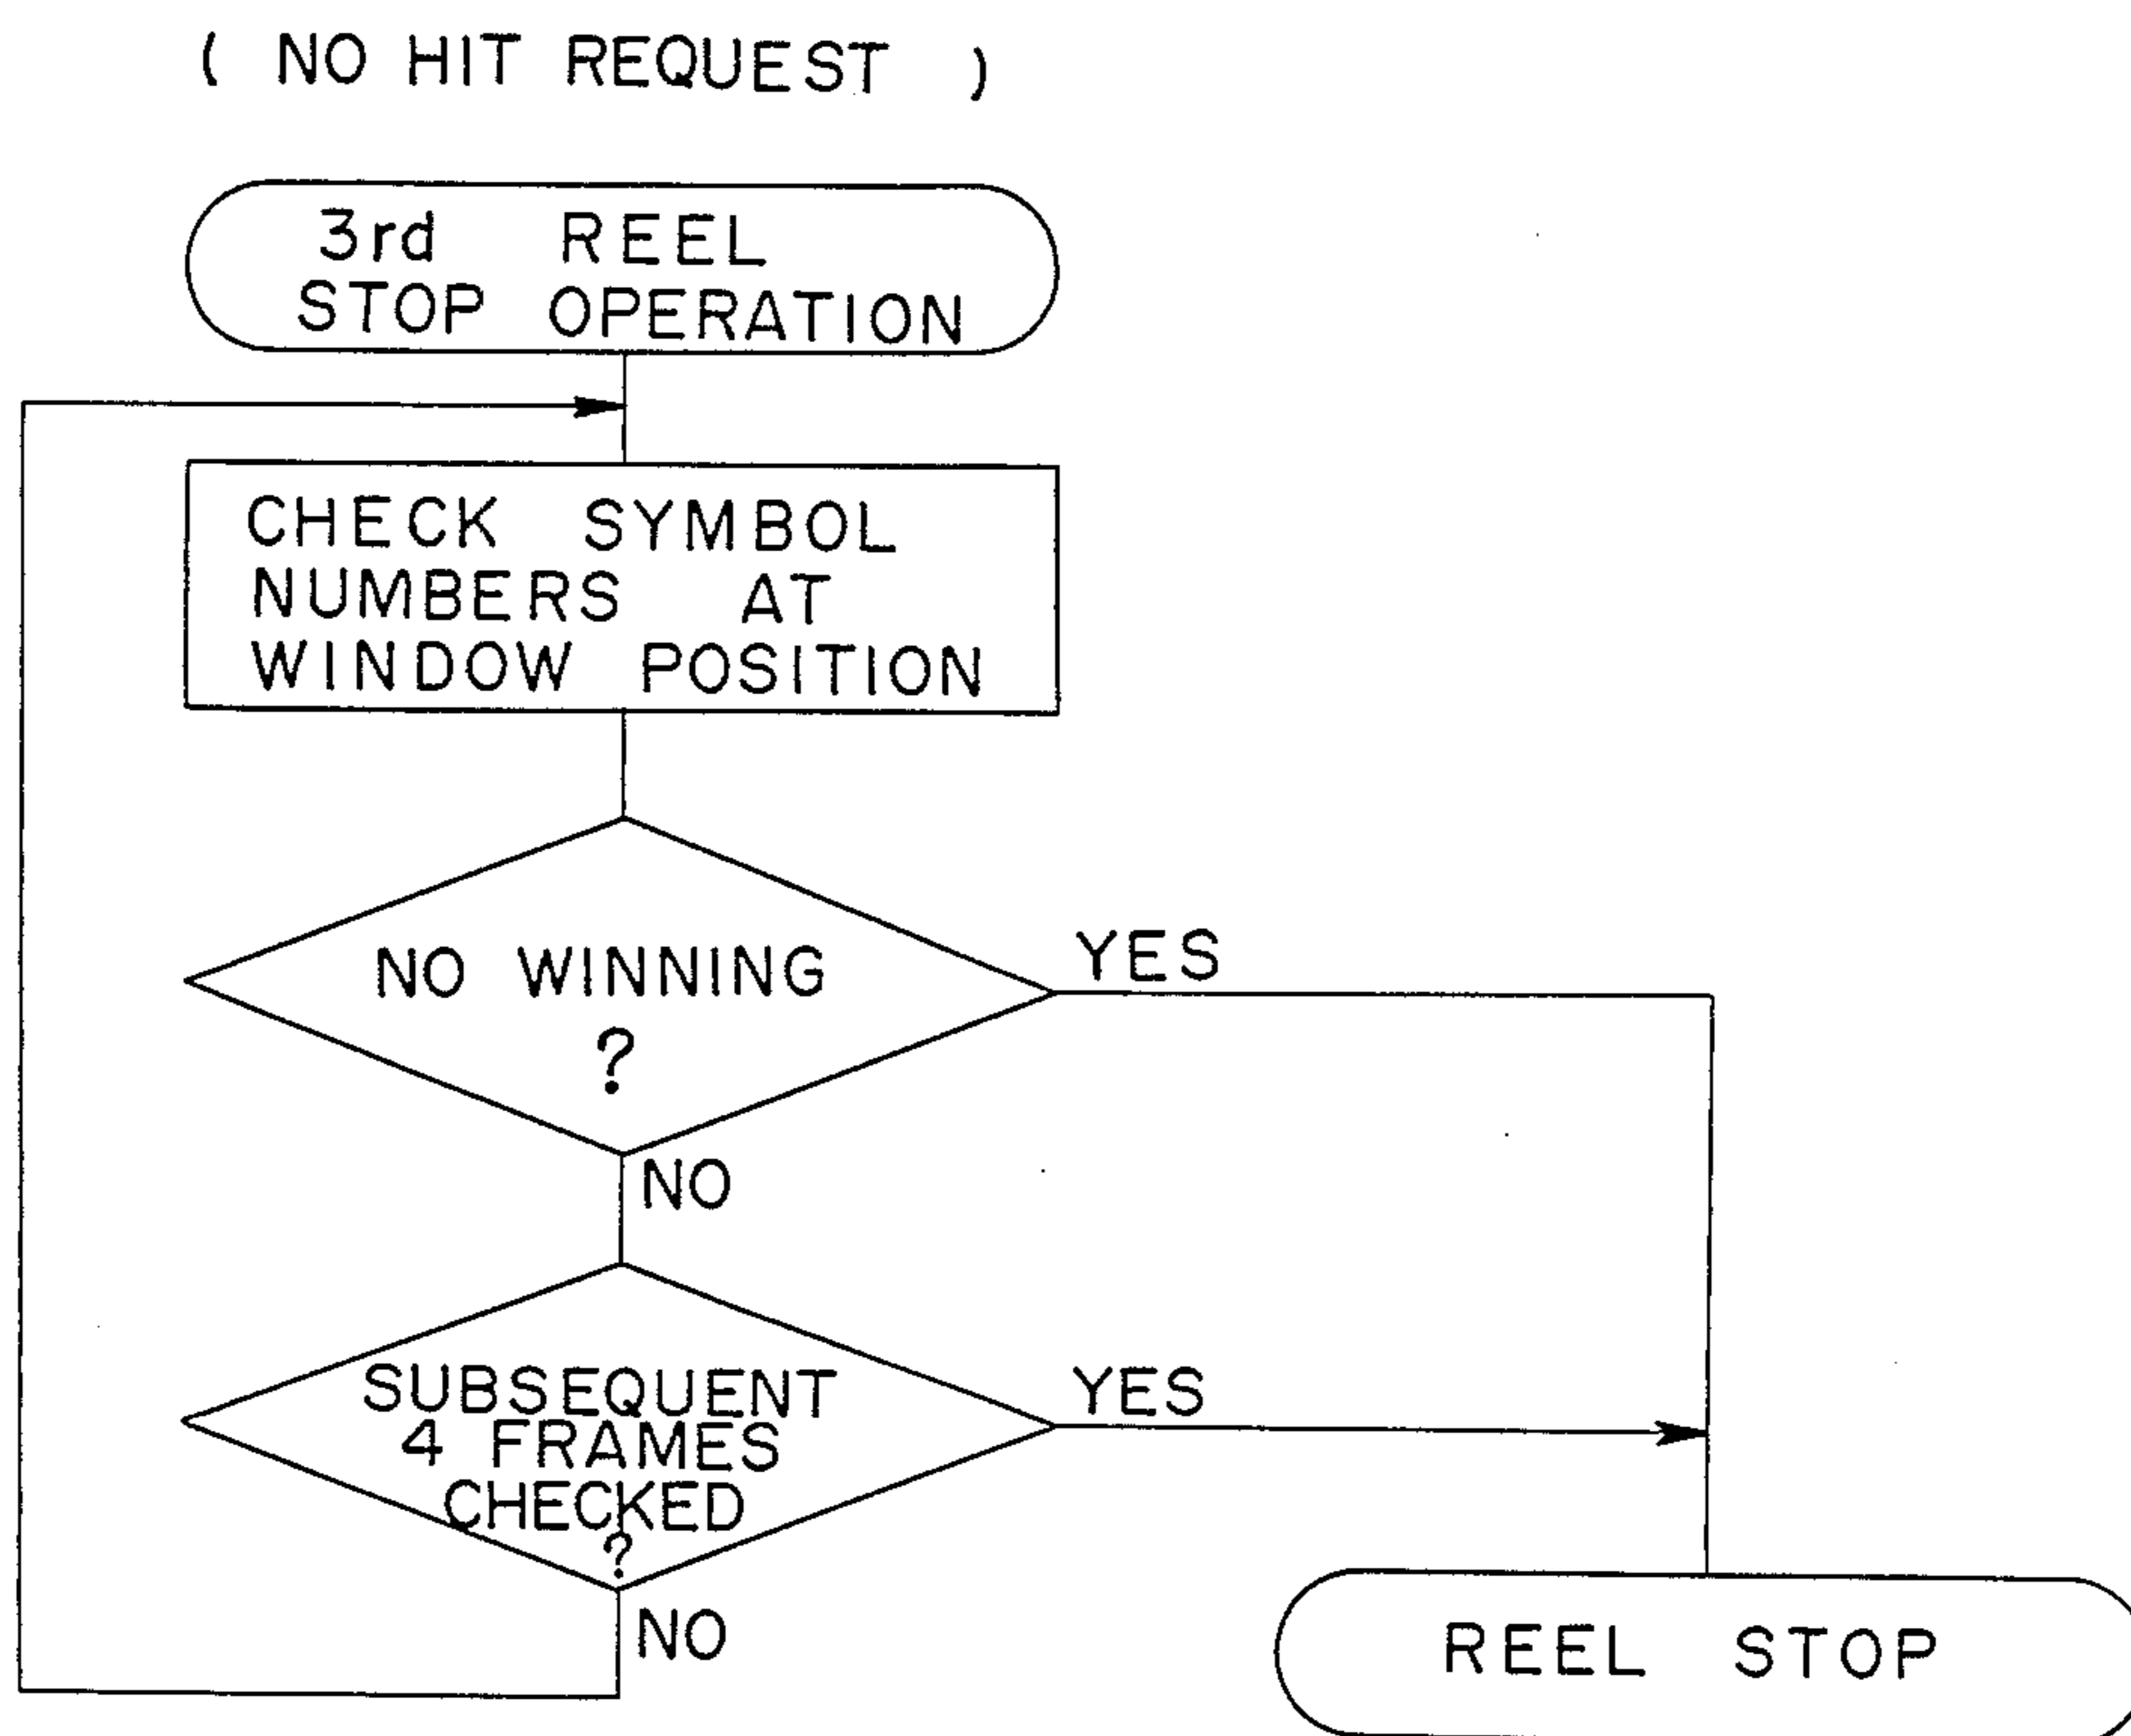 ( NO HIT REQUEST )
3rd REEL
STOP OPERATION
CHECK SYMBOL
NUMBERS AT
WINDOW POSITION
NO WINNING
?
YES
NO
SUBSEQUENT
4 FRAMES
CHECKED
?
YES
NO
REEL STOP